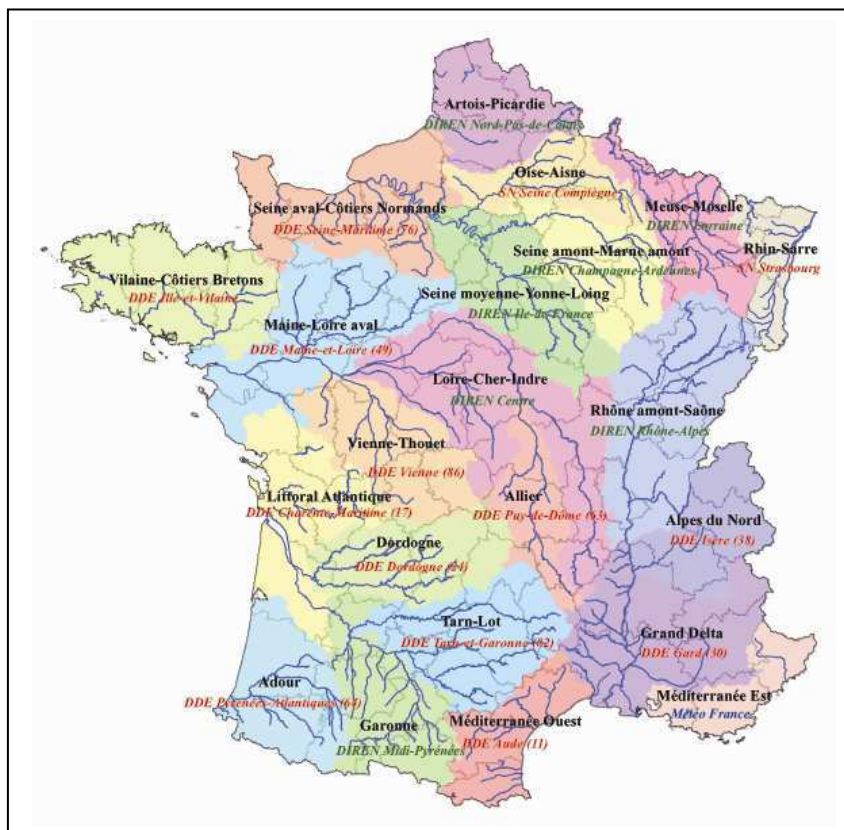 Artois-Picardie
DIREN Nord-Pas-de-Calais
Oise-Aisne
SN Seine Compiègne
Seine aval-Côtiers Normands
DDE Seine-Maritime (76)
Meuse-Moselle
DIREN Lorraine
Rhin-Sarre
SN Strasbourg
Seine amont-Marne amont
DIREN Champagne-Ardennes
Vilaine-Côtiers Bretons
DDE Ille-et-Vilaine
Seine moyenne-Yonne-Loing
DIREN Ile-de-France
Maine-Loire aval
DDE Maine-et-Loire (49)
Loire-Cher-Indre
DIREN Centre
Rhône amont-Saône
DIREN Rhône-Alpes
Vienne-Thouet
DDE Vienne (86)
Littoral Atlantique
DDE Charente-Maritime (17)
Allier
DDE Puy-de-Dôme (63)
Alpes du Nord
DDE Isère (38)
Dordogne
DDE Dordogne (24)
Tarn-Lot
DDE Tarn-et-Garonne (82)
Grand Delta
DDE Gard (30)
Adour
DDE Pyrénées-Atlantiques (64)
Garonne
DIREN Midi-Pyrénées
Méditerranée Ouest
DDE Aude (11)
Méditerranée Est
Météo France